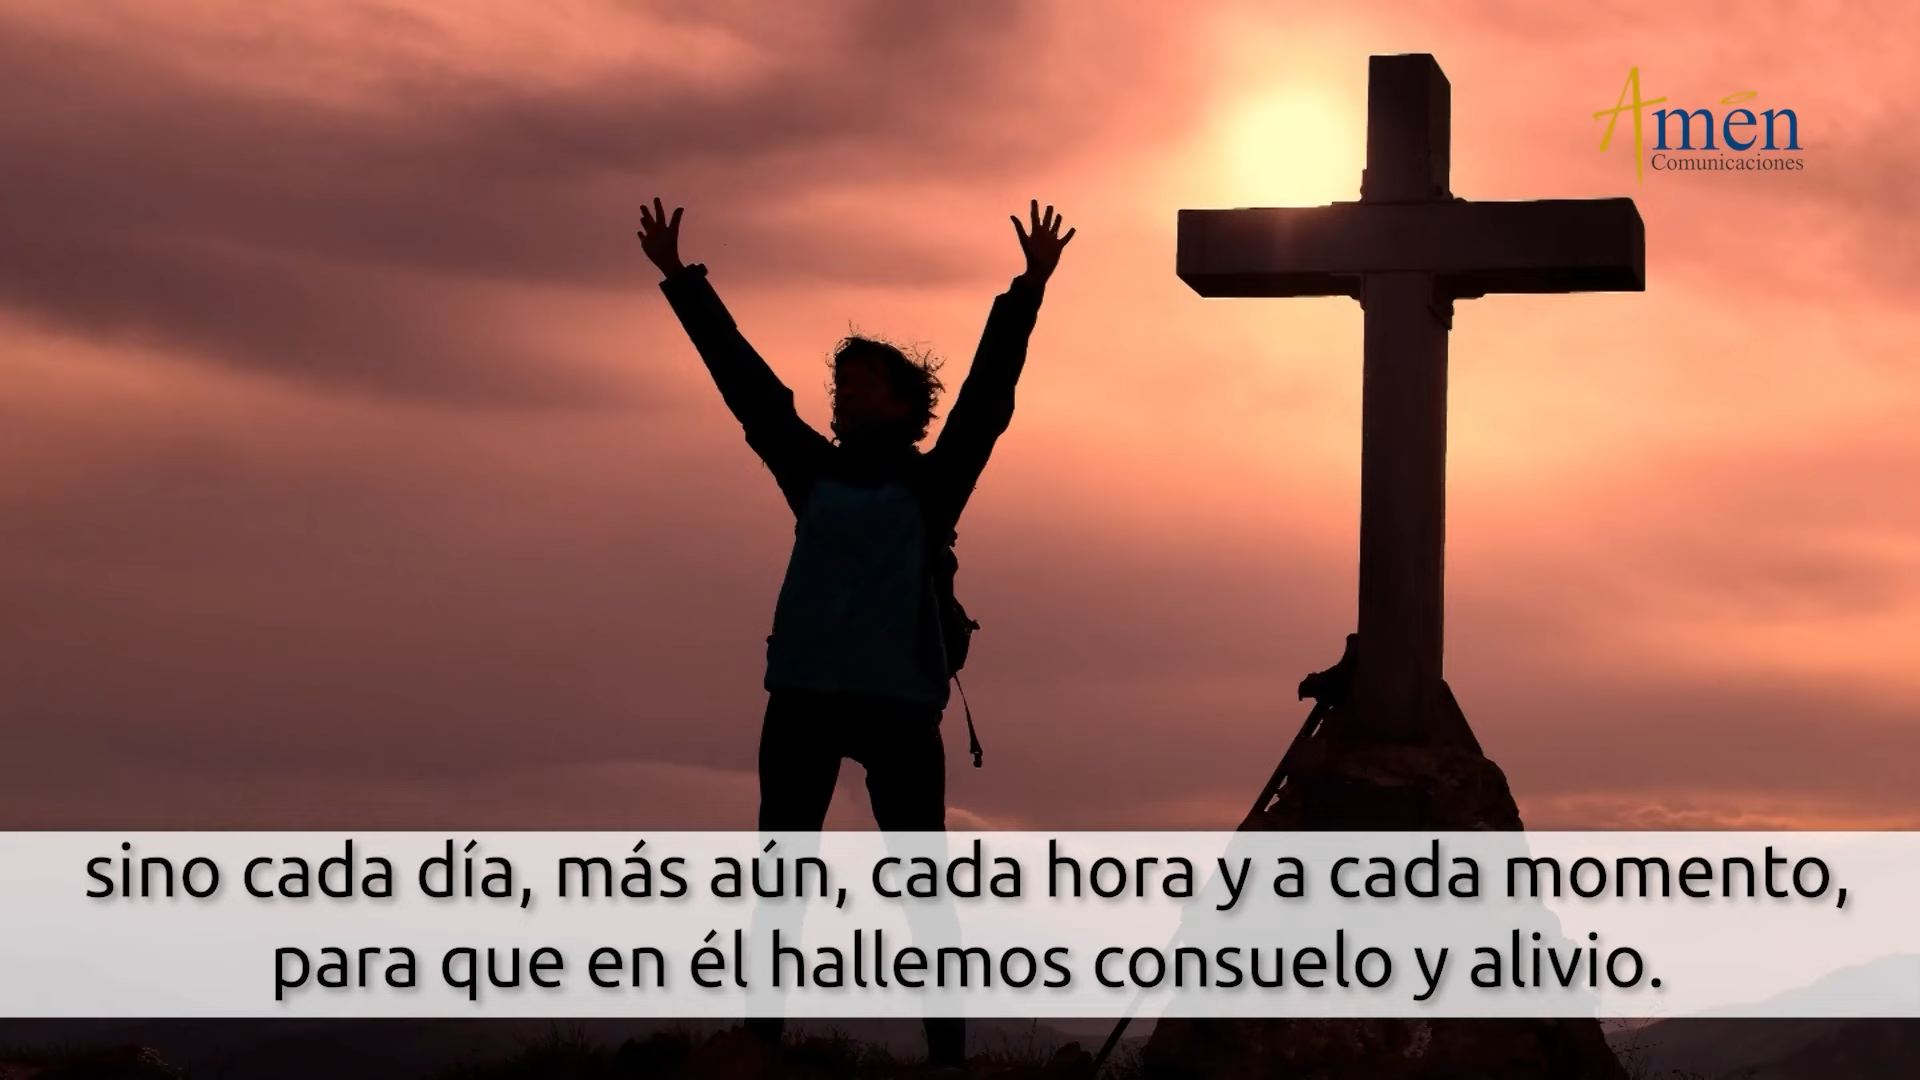 Amén
Comunicaciones
sino cada día, más aún, cada hora y a cada momento,
para que en él hallemos consuelo y alivio.